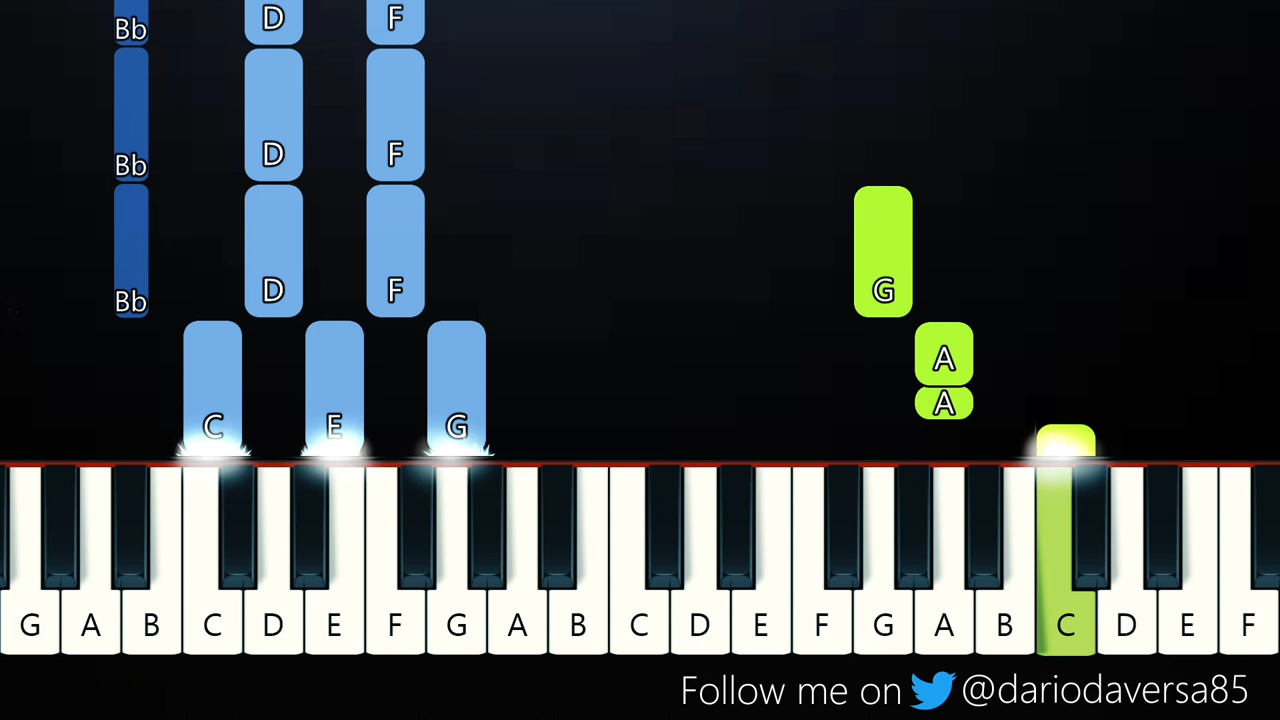 Bb D F
Bb D F
Bb D F G
A
C E G A
G A B C D E F G A B C D E F G A B C D E F
Follow me on @dariodaversa85